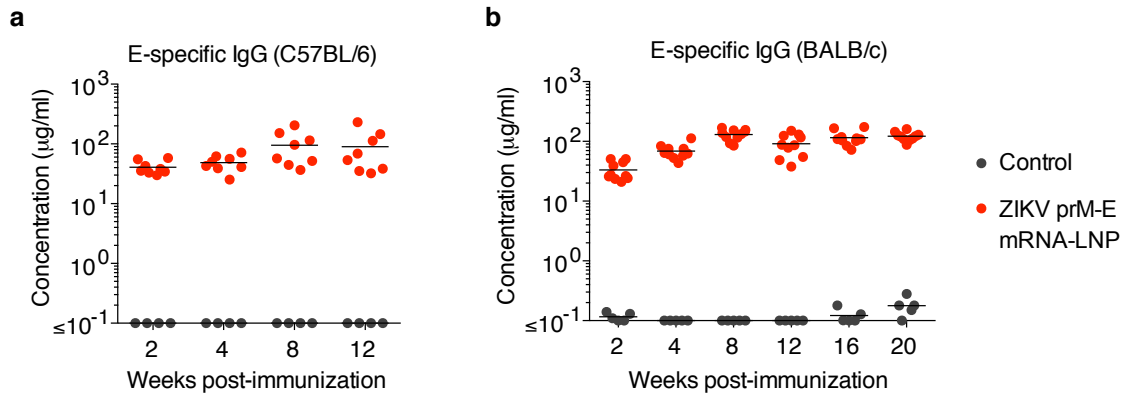 a
E-specific IgG (C57BL/6)
Concentration (μg/ml)
10³
10²
10¹
10⁰
≤10⁻¹
2 4 8 12
Weeks post-immunization
b
E-specific IgG (BALB/c)
Concentration (μg/ml)
10³
10²
10¹
10⁰
≤10⁻¹
2 4 8 12 16 20
Weeks post-immunization
Control
ZIKV prM-E
mRNA-LNP